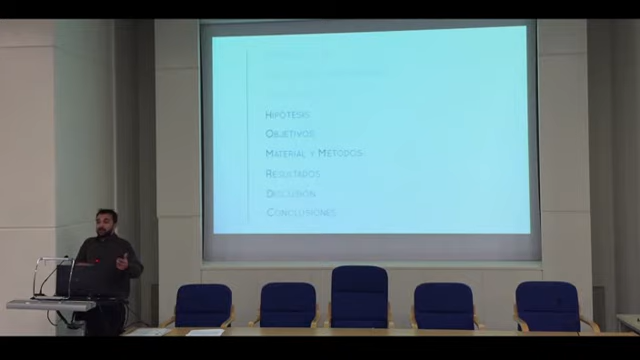 HIPÓTESIS
OBJETIVOS
MATERIAL Y MÉTODOS
RESULTADOS
DISCUSIÓN
CONCLUSIONES